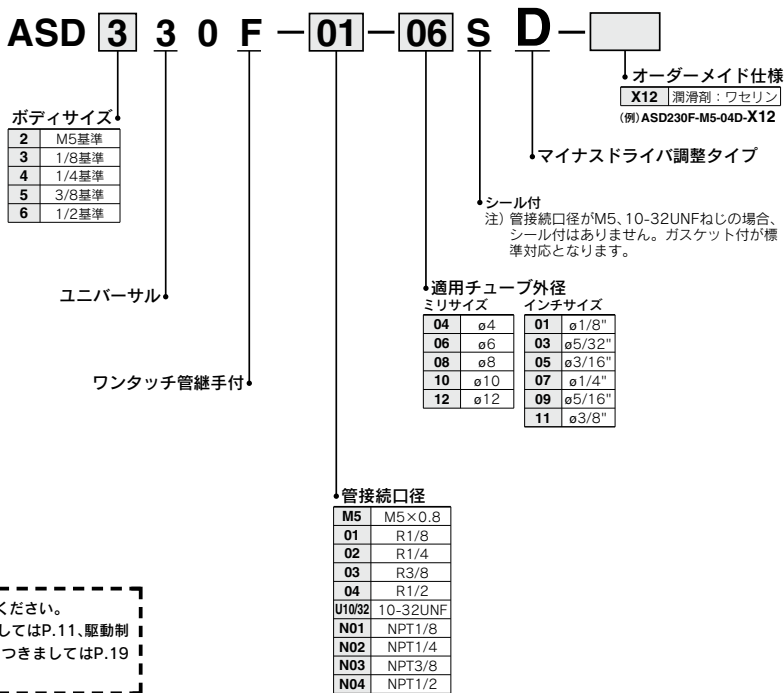 ASD 3 3 0 F － 01 － 06 S D －
オーダーメイド仕様
X12 潤滑剤：ワセリン
（例）ASD230F-M5-04D-X12
ボディサイズ
2 M5基準
3 1/8基準
4 1/4基準
5 3/8基準
6 1/2基準
マイナスドライバ調整タイプ
シール付
注）管接続口径がM5、10-32UNFねじの場合、
シール付はありません。ガスケット付が標
準対応となります。
ユニバーサル
適用チューブ外径
ミリサイズ
04 ø4
06 ø6
08 ø8
10 ø10
12 ø12
インチサイズ
01 ø1/8"
03 ø5/32"
05 ø3/16"
07 ø1/4"
09 ø5/16"
11 ø3/8"
ワンタッチ管継手付
管接続口径
M5 M5×0.8
01 R1/8
02 R1/4
03 R3/8
04 R1/2
U10/32 10-32UNF
N01 NPT1/8
N02 NPT1/4
N03 NPT3/8
N04 NPT1/2
ください。
してはP.11、駆動制
つきましてはP.19